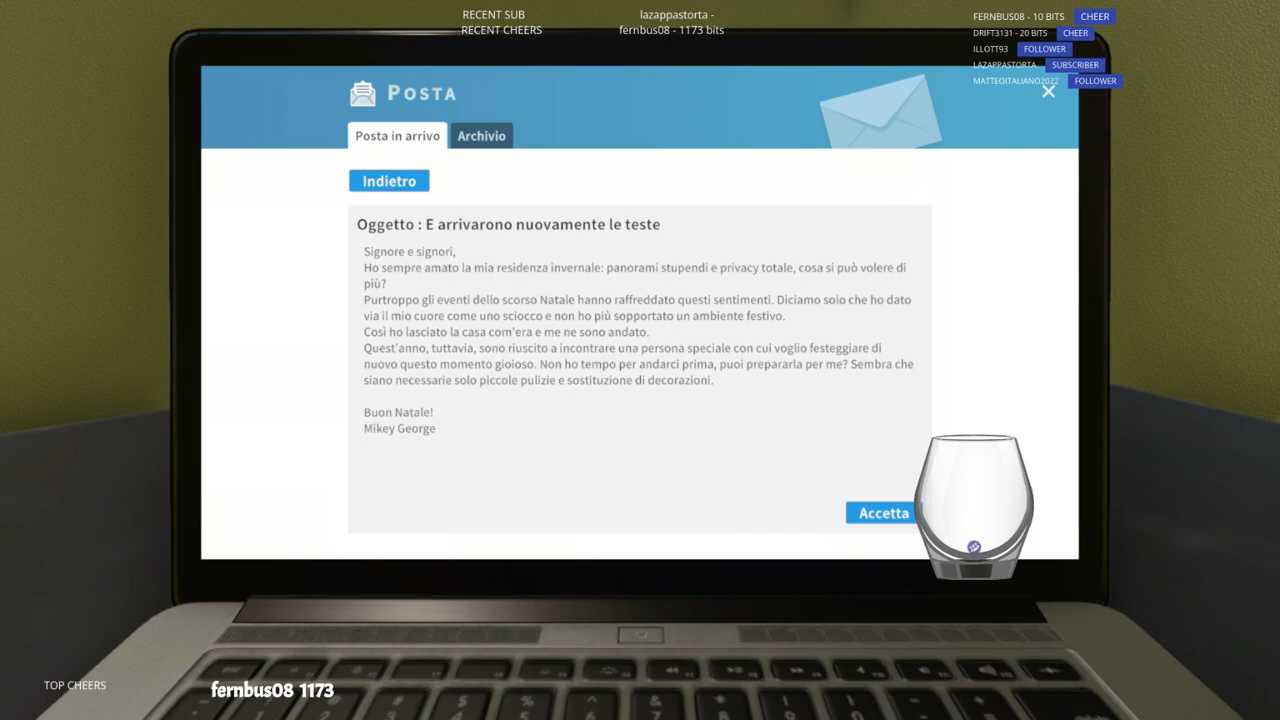 RECENT SUB
lazappastorta -
RECENT CHEERS
fernbus08 - 1173 bits
FERNBUS08 - 10 BITS CHEER
DRIFT3131 - 20 BITS CHEER
ILLOTT93 FOLLOWER
LAZAPPASTORTA SUBSCRIBER
MATTEOITALIANO2022 FOLLOWER
POSTA
Posta in arrivo Archivio
Indietro
Oggetto : E arrivarono nuovamente le teste
Signore e signori,
Ho sempre amato la mia residenza invernale: panorami stupendi e privacy totale, cosa si può volere di
più?
Purtroppo gli eventi dello scorso Natale hanno raffreddato questi sentimenti. Diciamo solo che ho dato
via il mio cuore come uno sciocco e non ho più sopportato un ambiente festivo.
Così ho lasciato la casa com'era e me ne sono andato.
Quest'anno, tuttavia, sono riuscito a incontrare una persona speciale con cui voglio festeggiare di
nuovo questo momento gioioso. Non ho tempo per andarci prima, puoi prepararla per me? Sembra che
siano necessarie solo piccole pulizie e sostituzione di decorazioni.
Buon Natale!
Mikey George
Accetta
TOP CHEERS
fernbus08 1173